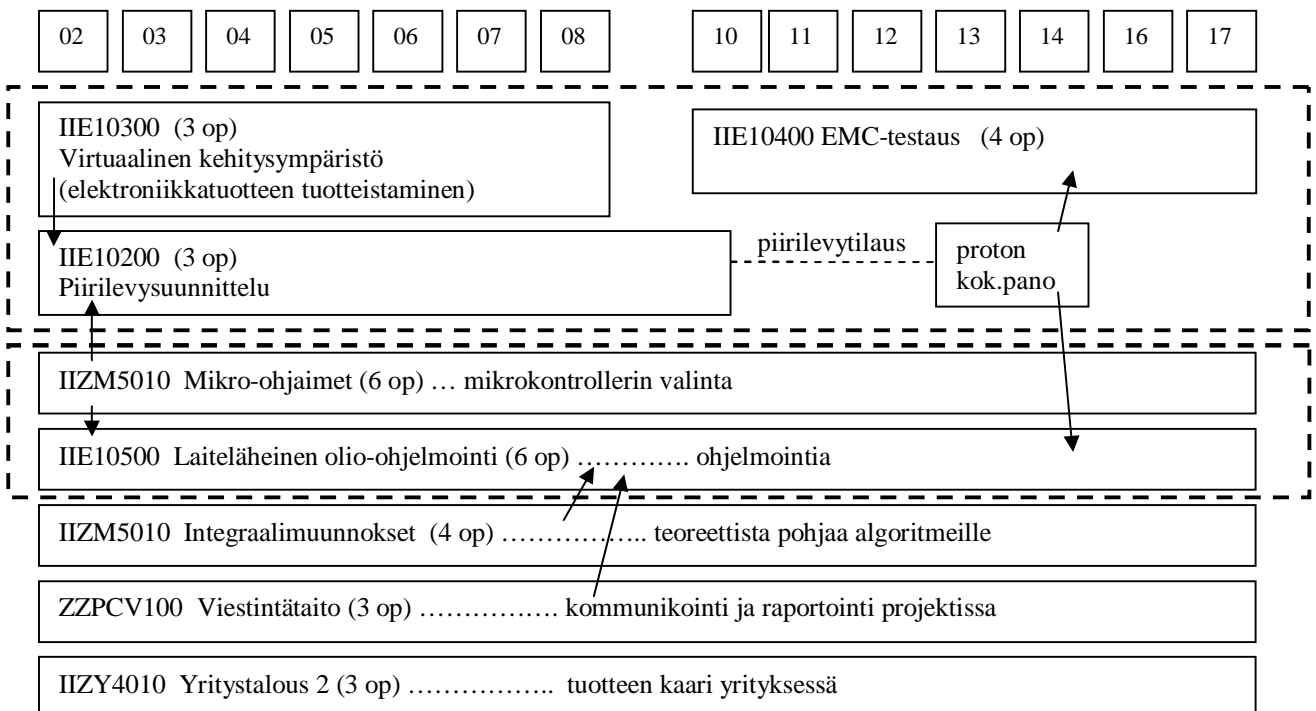 02 03 04 05 06 07 08 10 11 12 13 14 16 17
IIE10300 (3 op)
Virtuaalinen kehitysympäristö
(elektroniikkatuotteen tuotteistaminen)
IIE10400 EMC-testaus (4 op)
IIE10200 (3 op)
Piirilevysuunnittelu
piirilevytilaus
proton
kok.pano
IIZM5010 Mikro-ohjaimet (6 op) … mikrokontrollerin valinta
IIE10500 Laiteläheinen olio-ohjelmointi (6 op) …………. ohjelmointia
IIZM5010 Integraalimuunnokset (4 op) …………….. teoreettista pohjaa algoritmeille
ZZPCV100 Viestintätaito (3 op) ……………. kommunikointi ja raportointi projektissa
IIZY4010 Yritystalous 2 (3 op) …………….. tuotteen kaari yrityksessä